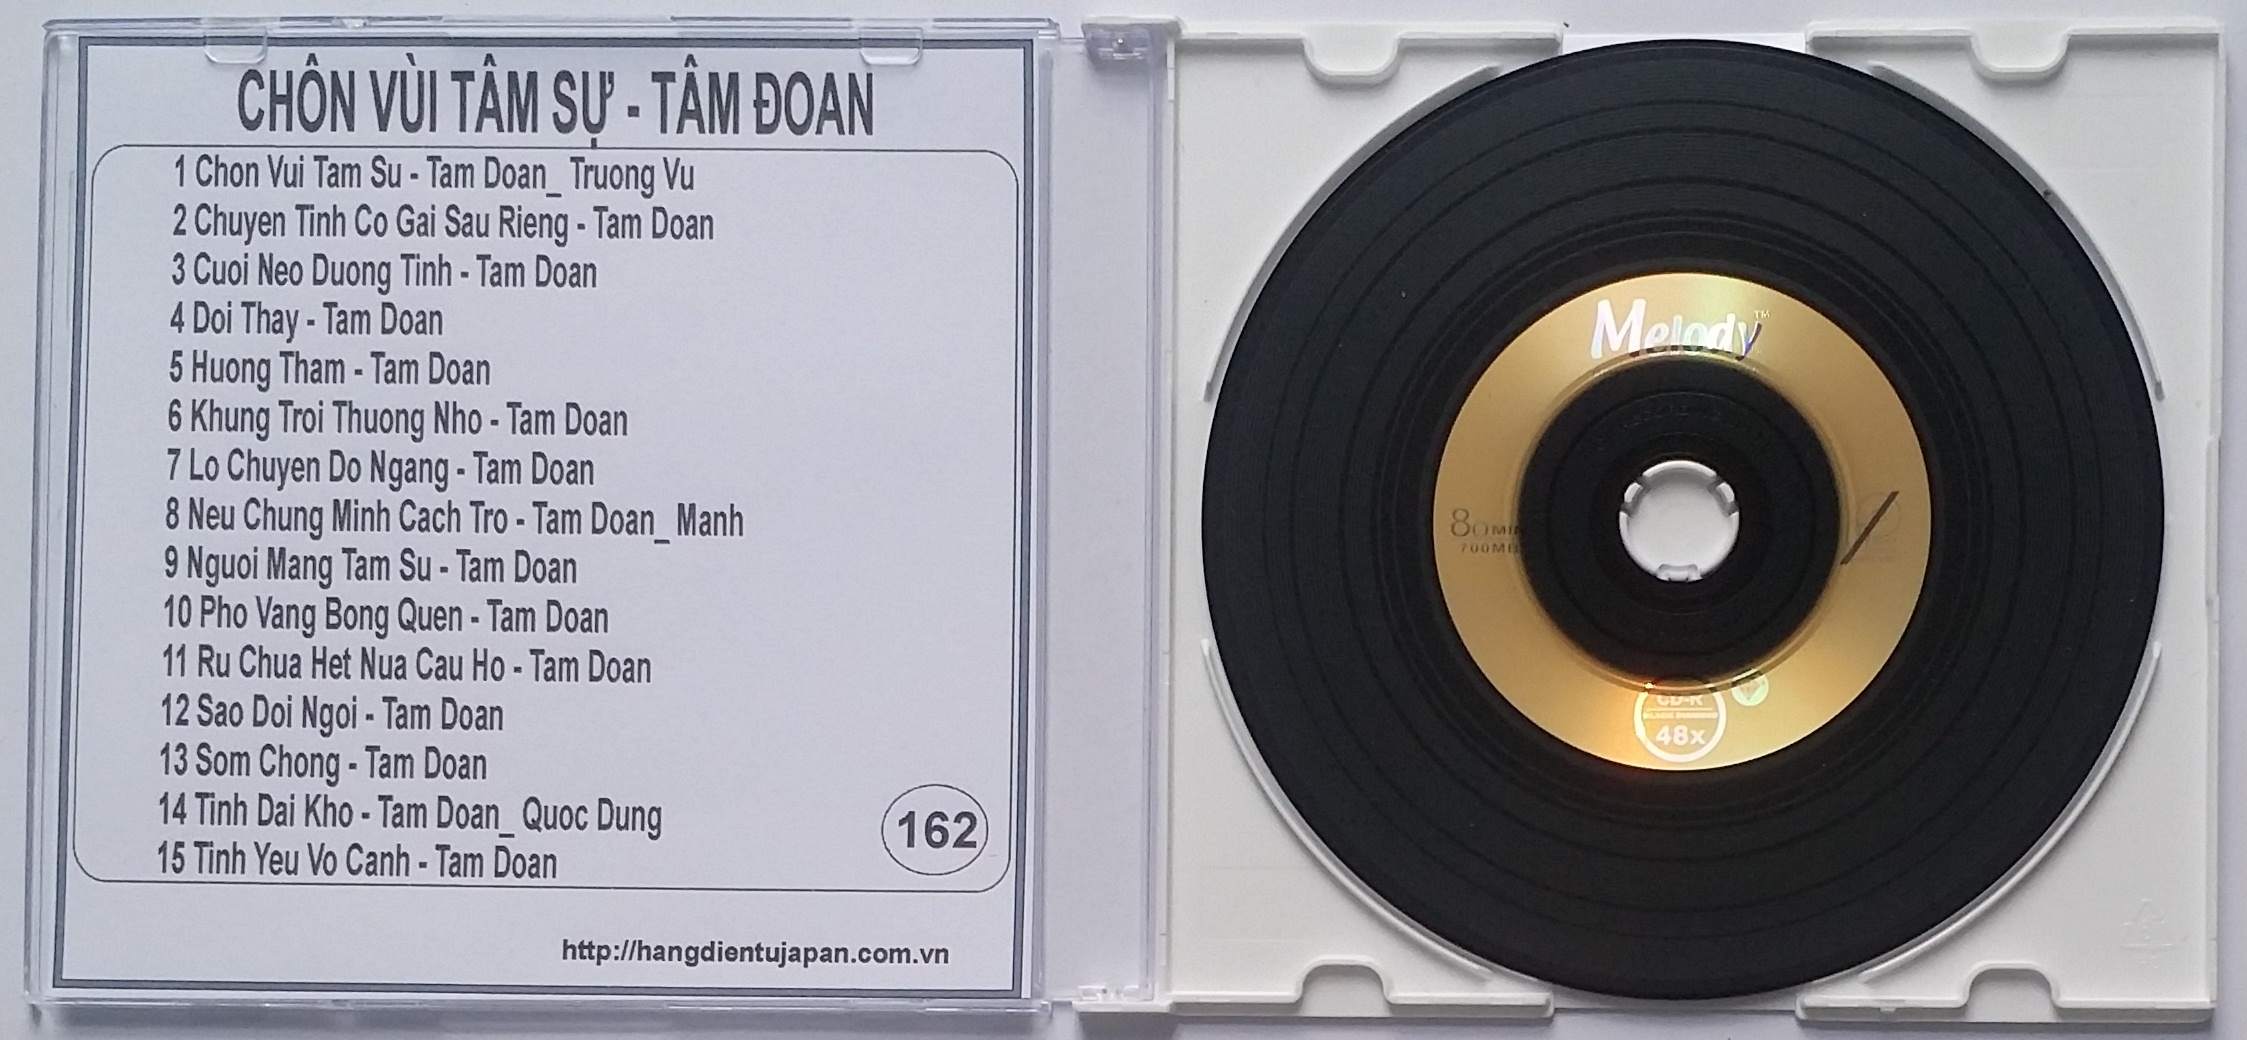 CHÔN VÙI TÂM SỰ - TÂM ĐOAN
1 Chon Vui Tam Su - Tam Doan_ Truong Vu
2 Chuyen Tinh Co Gai Sau Rieng - Tam Doan
3 Cuoi Neo Duong Tinh - Tam Doan
4 Doi Thay - Tam Doan
5 Huong Tham - Tam Doan
6 Khung Troi Thuong Nho - Tam Doan
7 Lo Chuyen Do Ngang - Tam Doan
8 Neu Chung Minh Cach Tro - Tam Doan_ Manh
9 Nguoi Mang Tam Su - Tam Doan
10 Pho Vang Bong Quen - Tam Doan
11 Ru Chua Het Nua Cau Ho - Tam Doan
12 Sao Doi Ngoi - Tam Doan
13 Som Chong - Tam Doan
14 Tinh Dai Kho - Tam Doan_ Quoc Dung
15 Tinh Yeu Vo Canh - Tam Doan
162
http://hangdientujapan.com.vn
Melody™
80 MIN
700MB
CD-R
48x